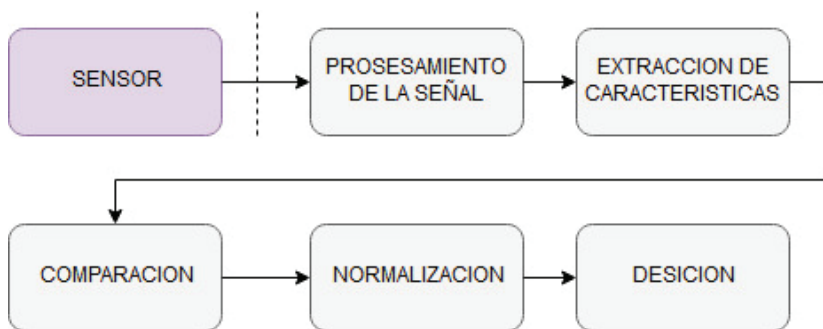 SENSOR
PROSESAMIENTO
DE LA SEÑAL
EXTRACCION DE
CARACTERISTICAS
COMPARACION
NORMALIZACION
DESICION